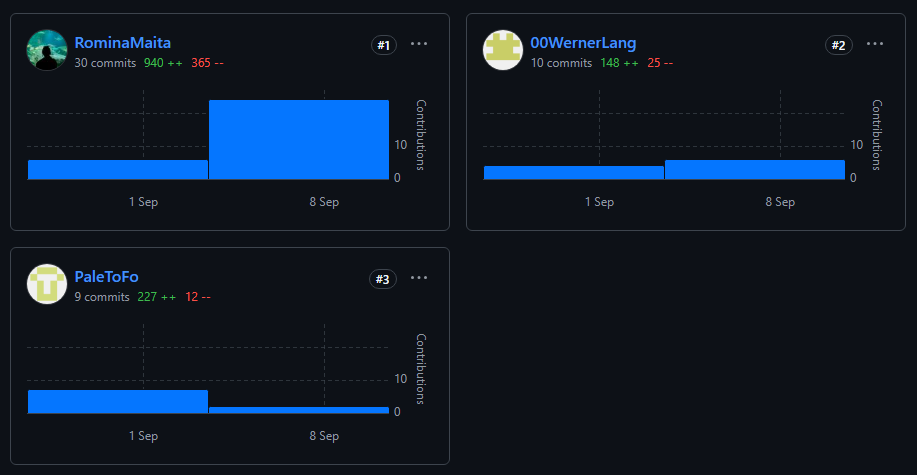 RominaMaita
#1
...
30 commits 940 ++ 365 --
Contributions
10
0
1 Sep 8 Sep
00WernerLang
#2
...
10 commits 148 ++ 25 --
Contributions
10
0
1 Sep 8 Sep
PaleToFo
#3
...
9 commits 227 ++ 12 --
Contributions
10
0
1 Sep 8 Sep